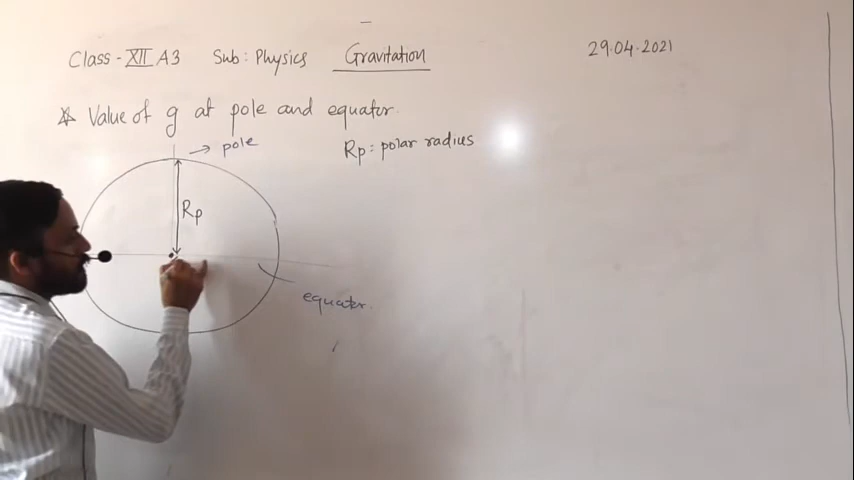 Class - XII A3 Sub : Physics Gravitation 29.04.2021
Value of g at pole and equator.
→ pole
Rp : polar radius
Rp
equator.